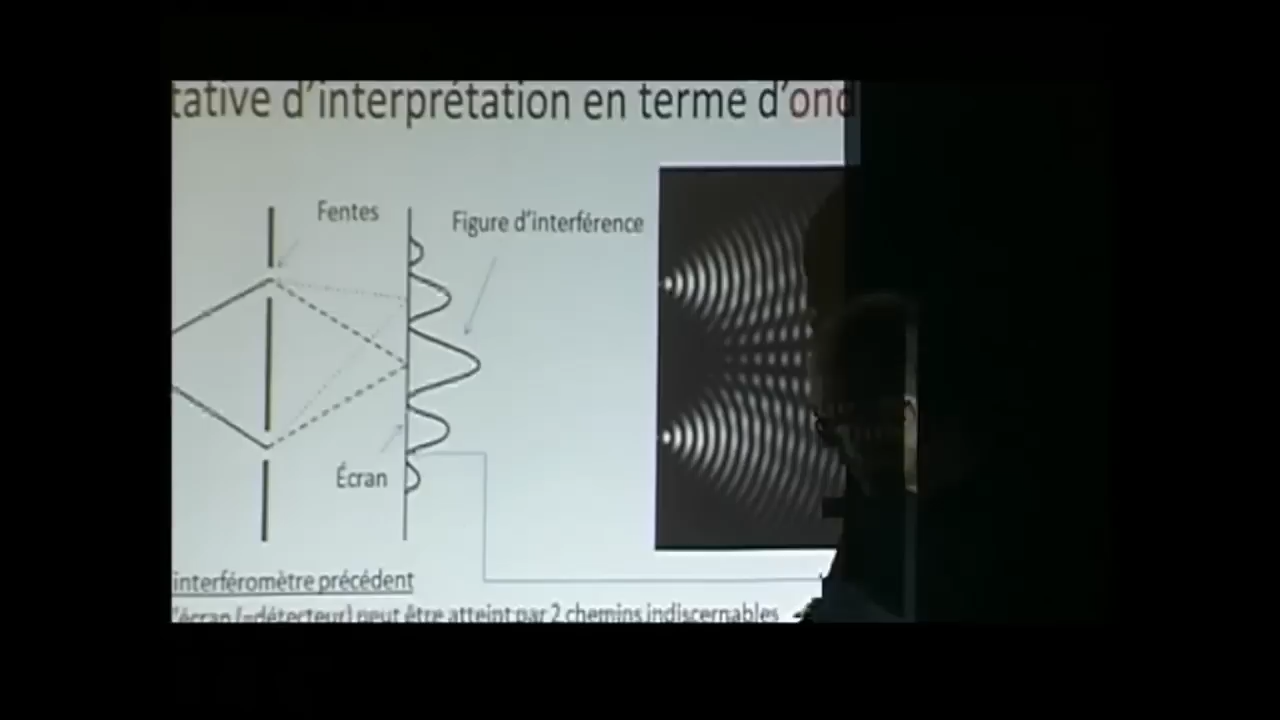 tative d'interprétation en terme d'ond
Fentes
Figure d'interférence
Écran
interféromètre précédent
l'écran (=détecteur) peut être atteint par 2 chemins indiscernables